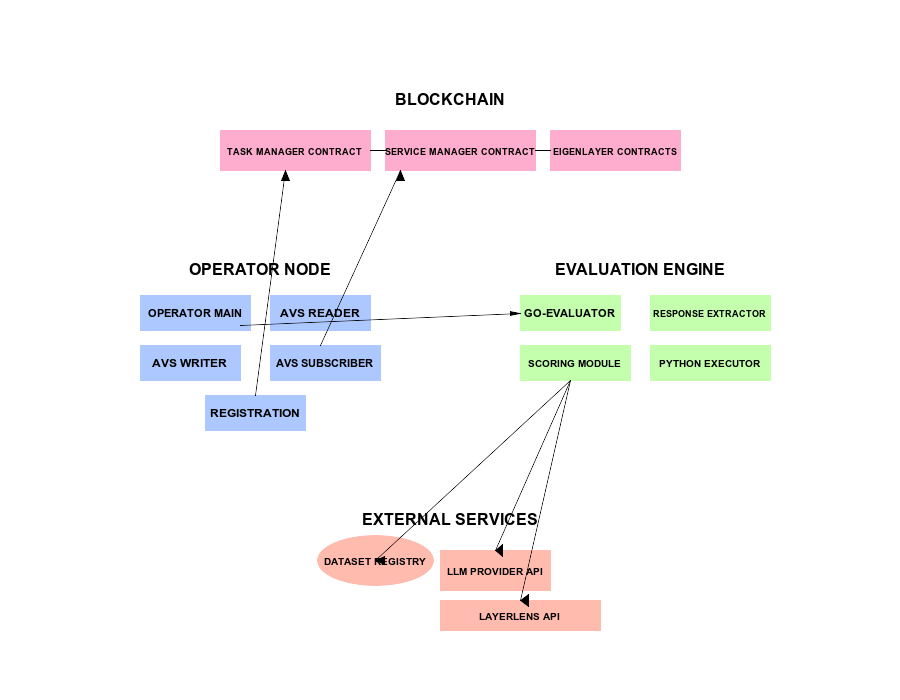 BLOCKCHAIN
TASK MANAGER CONTRACT
SERVICE MANAGER CONTRACT
EIGENLAYER CONTRACTS
OPERATOR NODE
EVALUATION ENGINE
OPERATOR MAIN
AVS READER
GO-EVALUATOR
RESPONSE EXTRACTOR
AVS WRITER
AVS SUBSCRIBER
SCORING MODULE
PYTHON EXECUTOR
REGISTRATION
EXTERNAL SERVICES
DATASET REGISTRY
LLM PROVIDER API
LAYERLENS API